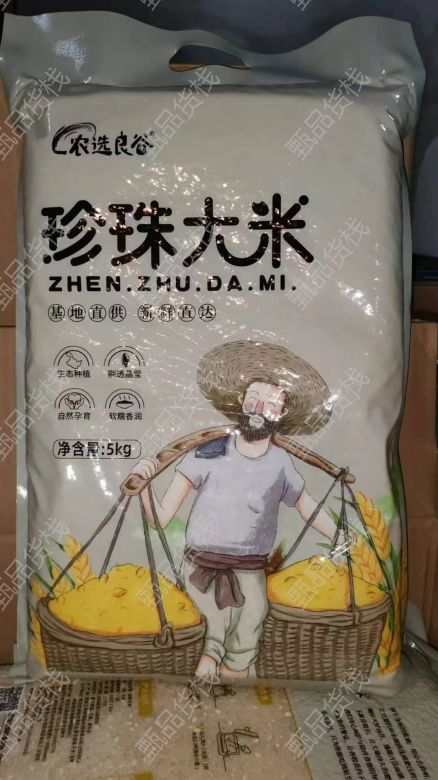 农选良谷
珍珠大米
ZHEN.ZHU.DA.MI.
基地直供 新鲜直达
生态种植 剔透晶莹
自然孕育 软糯香润
净含量:5kg
甄品货栈